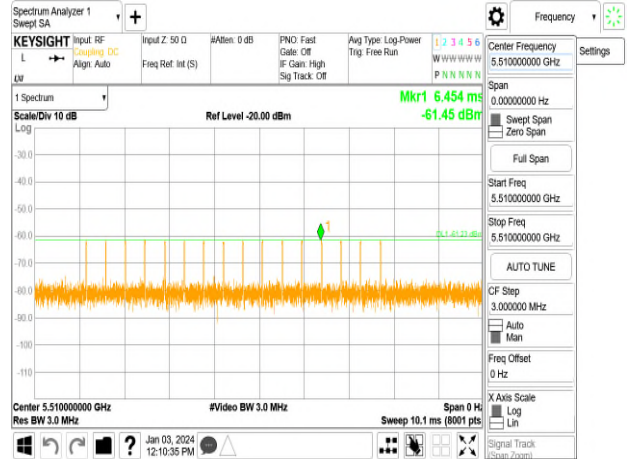 Spectrum Analyzer 1
Swept SA
Frequency
KEYSIGHT
L
Input: RF
Coupling: DC
Align: Auto
Input Z: 50 Ω
Freq Ref: Int (S)
#Atten: 0 dB
PNO: Fast
Gate: Off
IF Gain: High
Sig Track: Off
Avg Type: Log-Power
Trig: Free Run
1 2 3 4 5 6
W W W W W W
P N N N N N
Settings
1 Spectrum
Scale/Div 10 dB
Ref Level -20.00 dBm
Mkr1 6.454 ms
-61.45 dBm
Log
-30.0
-40.0
-50.0
-60.0
-70.0
-80.0
-90.0
-100
-110
1
DL1 -61.23 dBm
Center 5.510000000 GHz
#Video BW 3.0 MHz
Span 0 Hz
Res BW 3.0 MHz
Sweep 10.1 ms (8001 pts
Center Frequency
5.510000000 GHz
Span
0.00000000 Hz
Swept Span
Zero Span
Full Span
Start Freq
5.510000000 GHz
Stop Freq
5.510000000 GHz
AUTO TUNE
CF Step
3.000000 MHz
Auto
Man
Freq Offset
0 Hz
X Axis Scale
Log
Lin
Signal Track
(Span Zoom)
?
Jan 03, 2024
12:10:35 PM